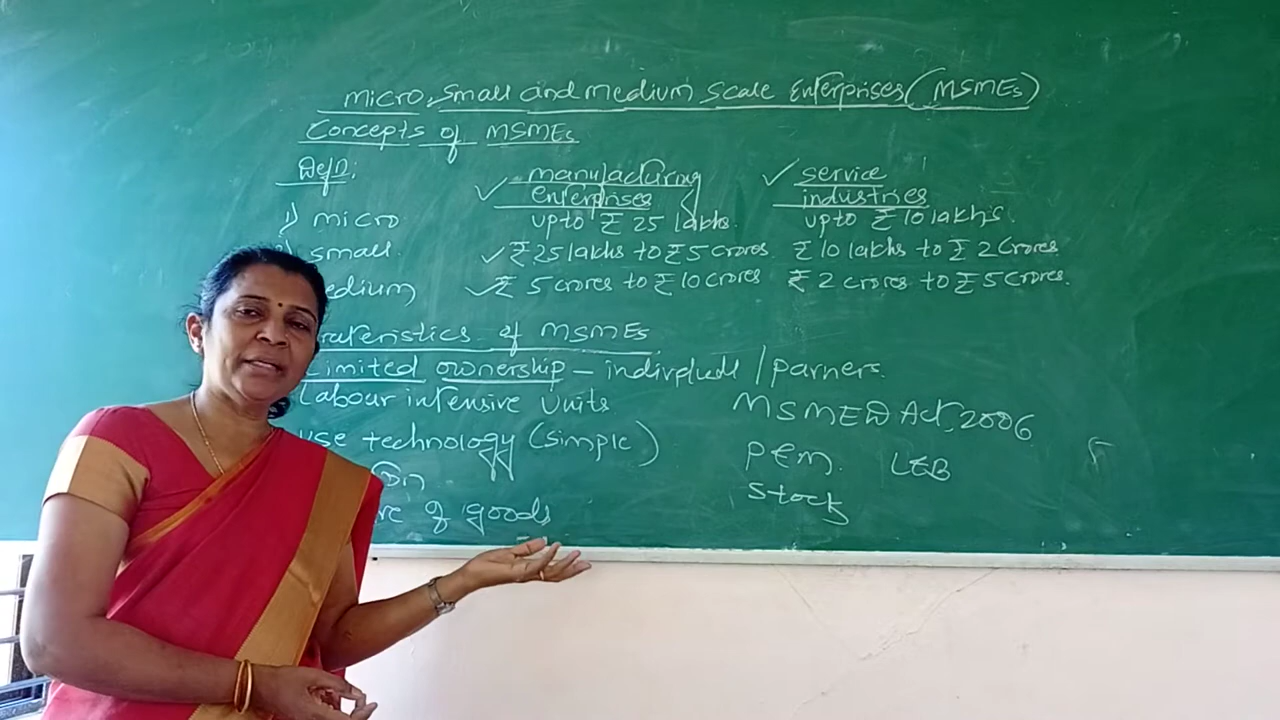 micro, small and medium scale Enterprises (MSMEs)
Concepts of MSMEs
Defn:
manufacturing enterprises
service industries
1) micro upto ₹ 25 lakhs. upto ₹ 10 lakhs.
small. ₹ 25 lakhs to ₹ 5 crores. ₹ 10 lakhs to ₹ 2 crores.
edium ₹ 5 crores to ₹ 10 crores ₹ 2 crores to ₹ 5 crores.
racteristics of MSMEs
Limited ownership – / parners.
Labour intensive units
MSMED Act, 2006
use technology (simple)
P&M. L&B
Stock
of goods